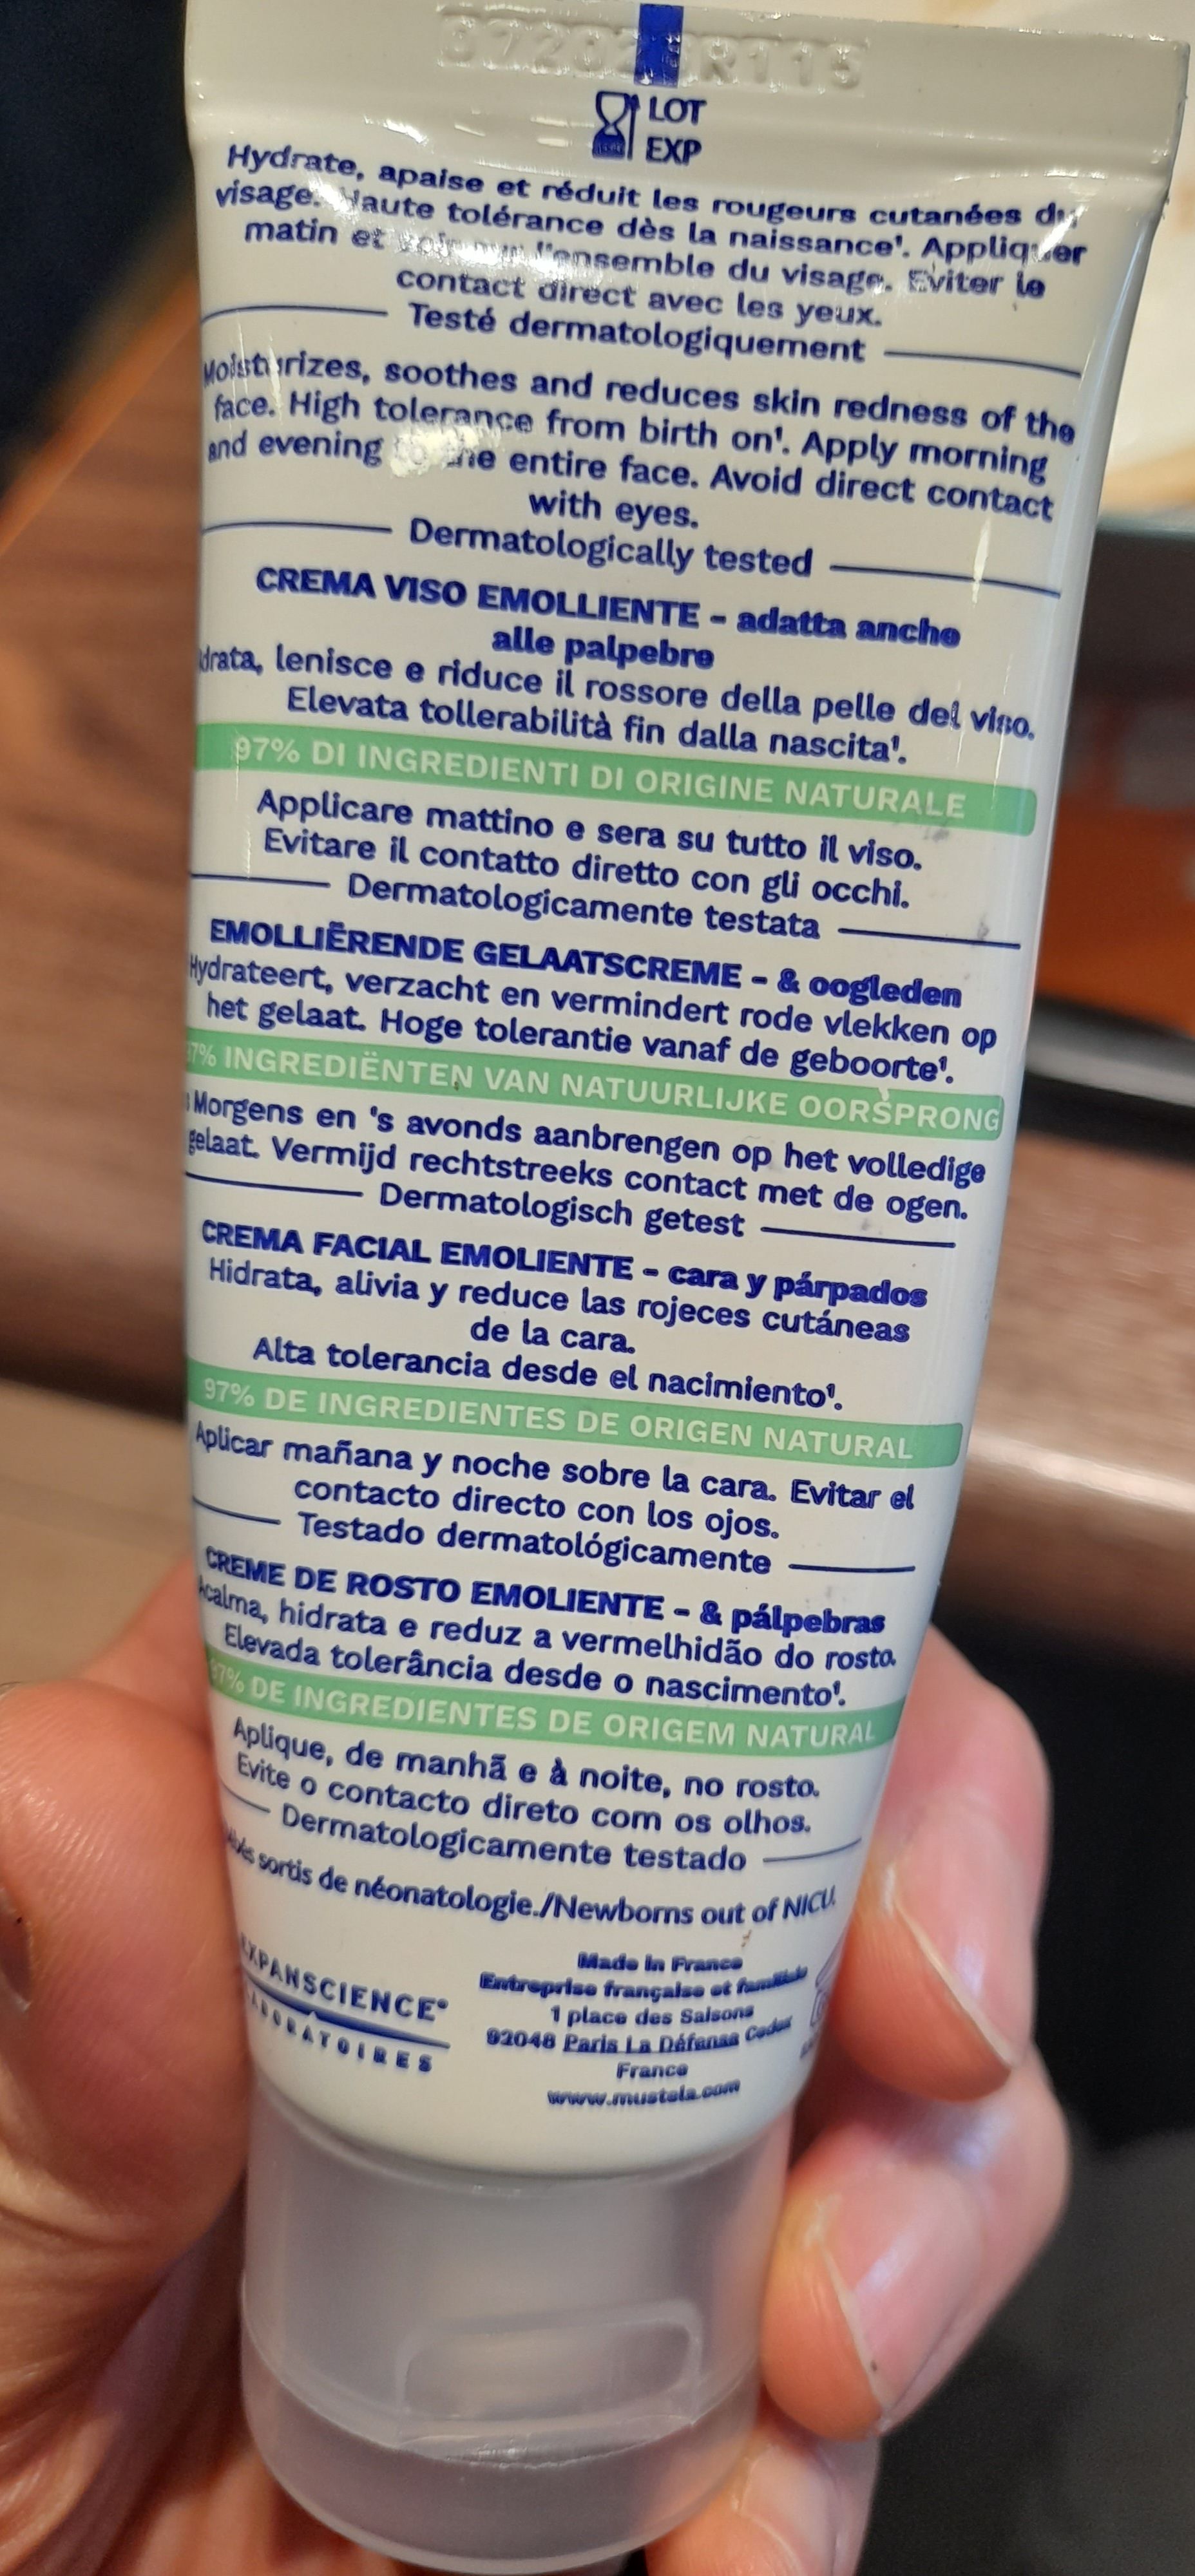 LOT
EXP
Hydrate, apaise et réduit les rougeurs cutanées du
visage. Haute tolérance dès la naissance¹. Appliquer
matin et soir sur l'ensemble du visage. Eviter le
contact direct avec les yeux.
Testé dermatologiquement
Moisturizes, soothes and reduces skin redness of the
face. High tolerance from birth on¹. Apply morning
and evening to the entire face. Avoid direct contact
with eyes.
Dermatologically tested
CREMA VISO EMOLLIENTE - adatta anche
alle palpebre
drata, lenisce e riduce il rossore della pelle del viso.
Elevata tollerabilità fin dalla nascita¹.
97% DI INGREDIENTI DI ORIGINE NATURALE
Applicare mattino e sera su tutto il viso.
Evitare il contatto diretto con gli occhi.
Dermatologicamente testata
EMOLLIËRENDE GELAATSCREME - & oogleden
Hydrateert, verzacht en vermindert rode vlekken op
het gelaat. Hoge tolerantie vanaf de geboorte¹.
97% INGREDIËNTEN VAN NATUURLIJKE OORSPRONG
Morgens en 's avonds aanbrengen op het volledige
gelaat. Vermijd rechtstreeks contact met de ogen.
Dermatologisch getest
CREMA FACIAL EMOLIENTE - cara y párpados
Hidrata, alivia y reduce las rojeces cutáneas
de la cara.
Alta tolerancia desde el nacimiento¹.
97% DE INGREDIENTES DE ORIGEN NATURAL
Aplicar mañana y noche sobre la cara. Evitar el
contacto directo con los ojos.
Testado dermatológicamente
CREME DE ROSTO EMOLIENTE - & pálpebras
Acalma, hidrata e reduz a vermelhidão do rosto.
Elevada tolerância desde o nascimento¹.
97% DE INGREDIENTES DE ORIGEM NATURAL
Aplique, de manhã e à noite, no rosto.
Evite o contacto direto com os olhos.
Dermatologicamente testado
sortis de néonatologie./Newborns out of NICU.
EXPANSCIENCE®
LABORATOIRES
Made in France
Entreprise française et familiale
1 place des Saisons
92048 Paris La Défense Cedex
France
www.mustela.com